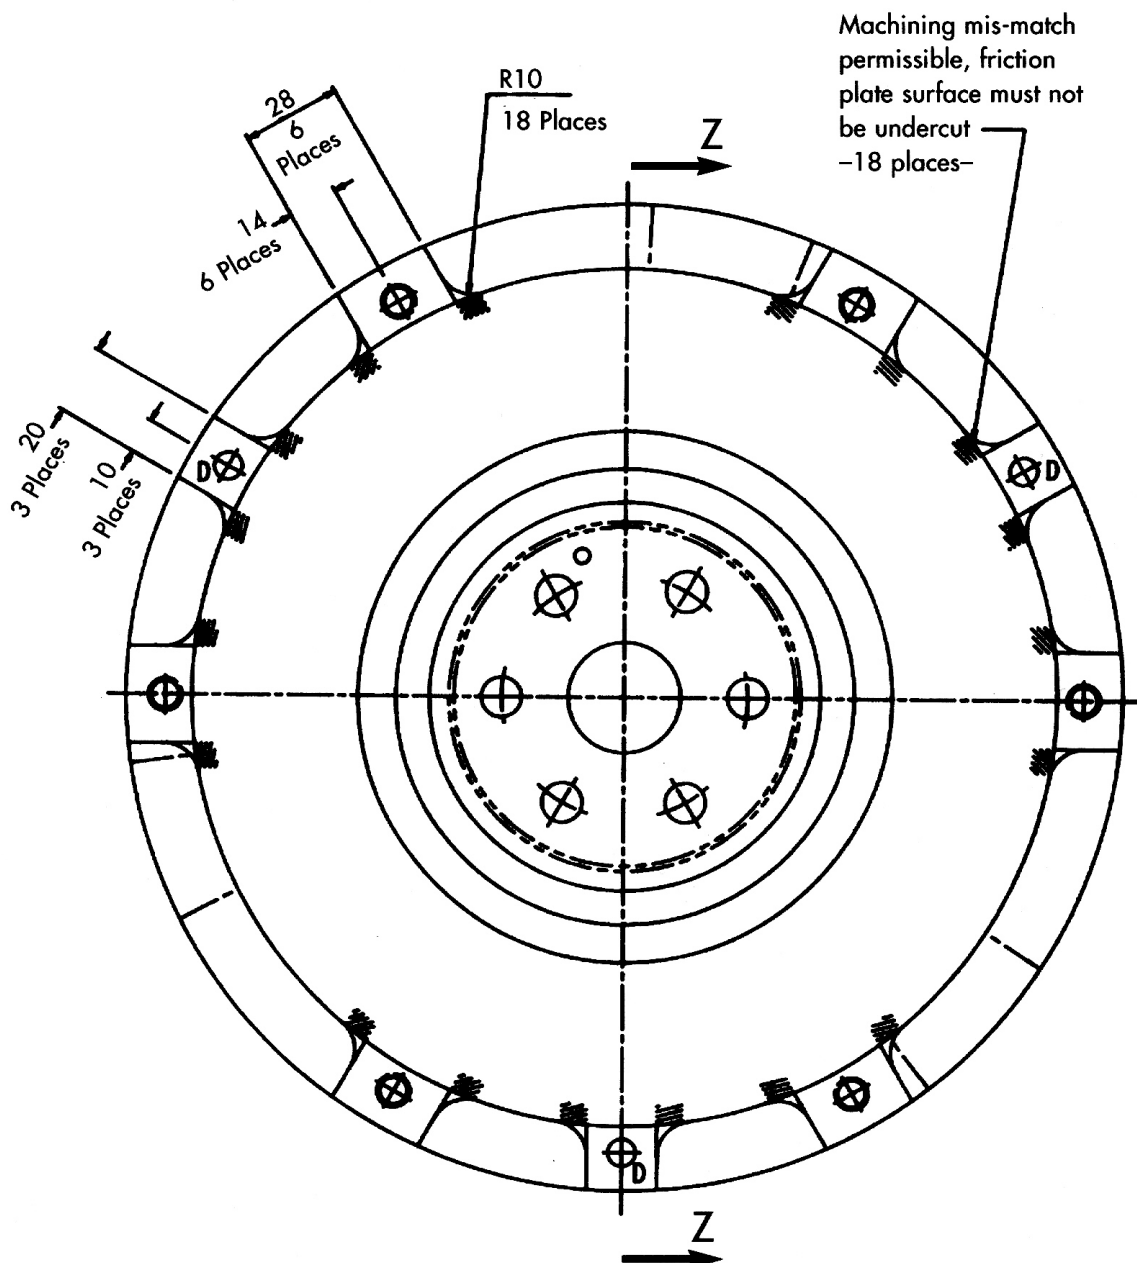 Machining mis-match
permissible, friction
plate surface must not
be undercut
–18 places–
R10
18 Places
28
6
Places
Z
14
6 Places
20
3 Places
10
3 Places
D
D
D
Z